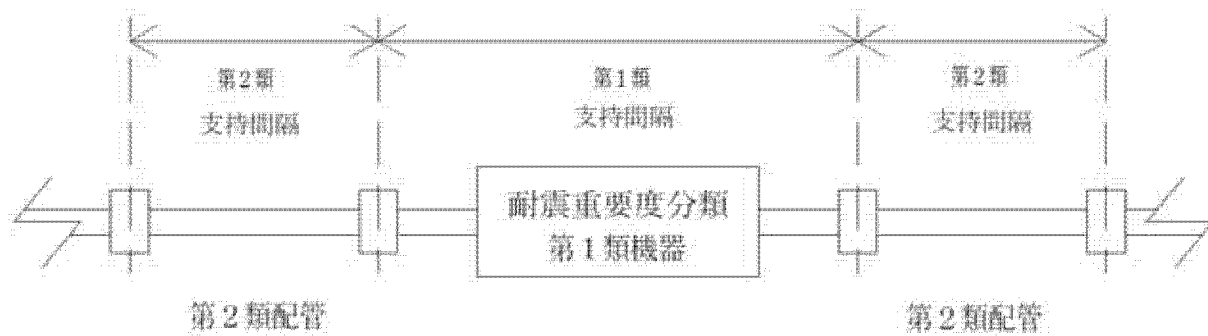 第2類
支持間隔
第1類
支持間隔
第2類
支持間隔
耐震重要度分類
第1類機器
第2類配管
第2類配管